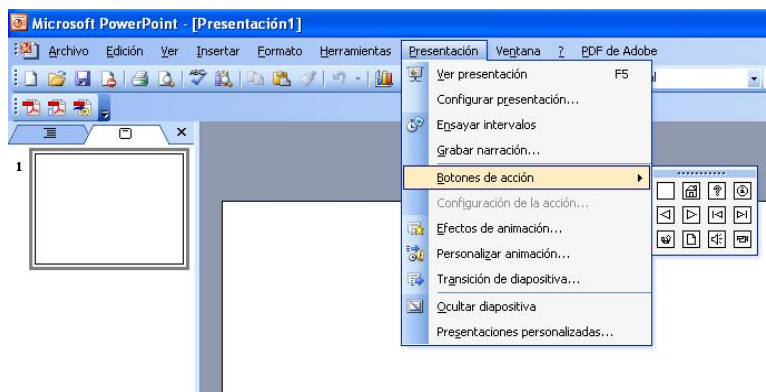 Microsoft PowerPoint - [Presentación1]
Archivo Edición Ver Insertar Formato Herramientas Presentación Ventana ? PDF de Adobe
Ver presentación F5
Configurar presentación...
Ensayar intervalos
Grabar narración...
Botones de acción
Configuración de la acción...
Efectos de animación...
Personalizar animación...
Transición de diapositiva...
Ocultar diapositiva
Presentaciones personalizadas...
1